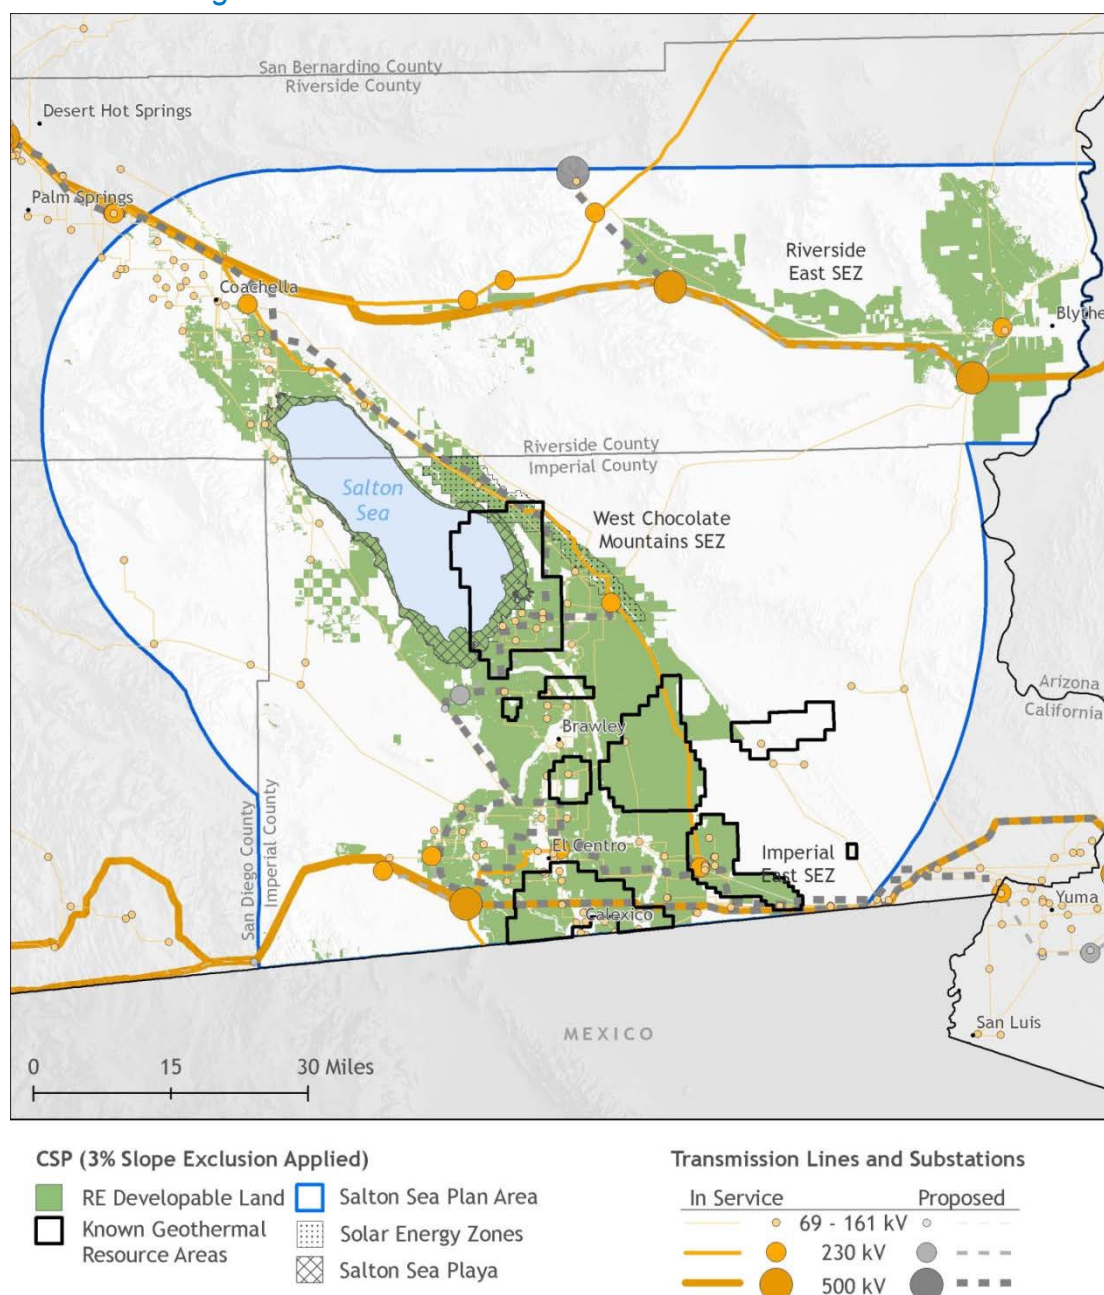 San Bernardino County
Riverside County
Desert Hot Springs
Palm Springs
Riverside
East SEZ
Coachella
Blythe
Riverside County
Imperial County
Salton
Sea
West Chocolate
Mountains SEZ
Arizona
California
Brawley
San Diego County
Imperial County
El Centro
Imperial
East SEZ
Calexico
Yuma
San Luis
MEXICO
0 15 30 Miles
CSP (3% Slope Exclusion Applied)
RE Developable Land
Known Geothermal
Resource Areas
Salton Sea Plan Area
Solar Energy Zones
Salton Sea Playa
Transmission Lines and Substations
In Service Proposed
69 - 161 kV
230 kV
500 kV